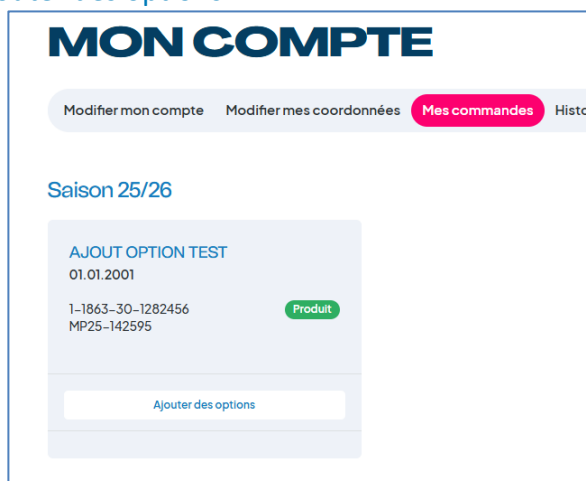 MON COMPTE
Modifier mon compte Modifier mes coordonnées Mes commandes Histo
Saison 25/26
AJOUT OPTION TEST
01.01.2001
1-1863-30-1282456 Produit
MP25-142595
Ajouter des options